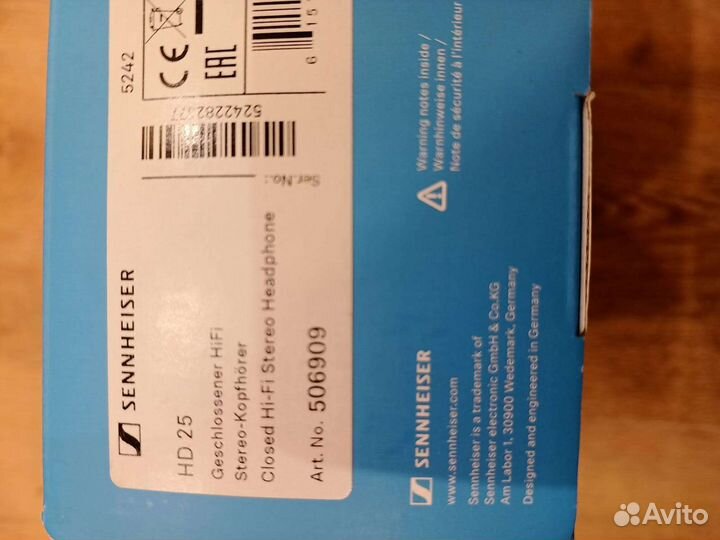 SENNHEISER
HD 25
Geschlossener HiFi
Stereo-Kopfhörer
Closed Hi-Fi Stereo Headphone
Art. No. 506909
5242
CE
EAC
Ser.No.:
SENNHEISER
www.sennheiser.com
Sennheiser is a trademark of
Sennheiser electronic GmbH & Co.KG
Am Labor 1, 30900 Wedemark, Germany
Designed and engineered in Germany
Warning notes inside /
Warnhinweise innen /
Note de sécurité à l'intérieur
Avito